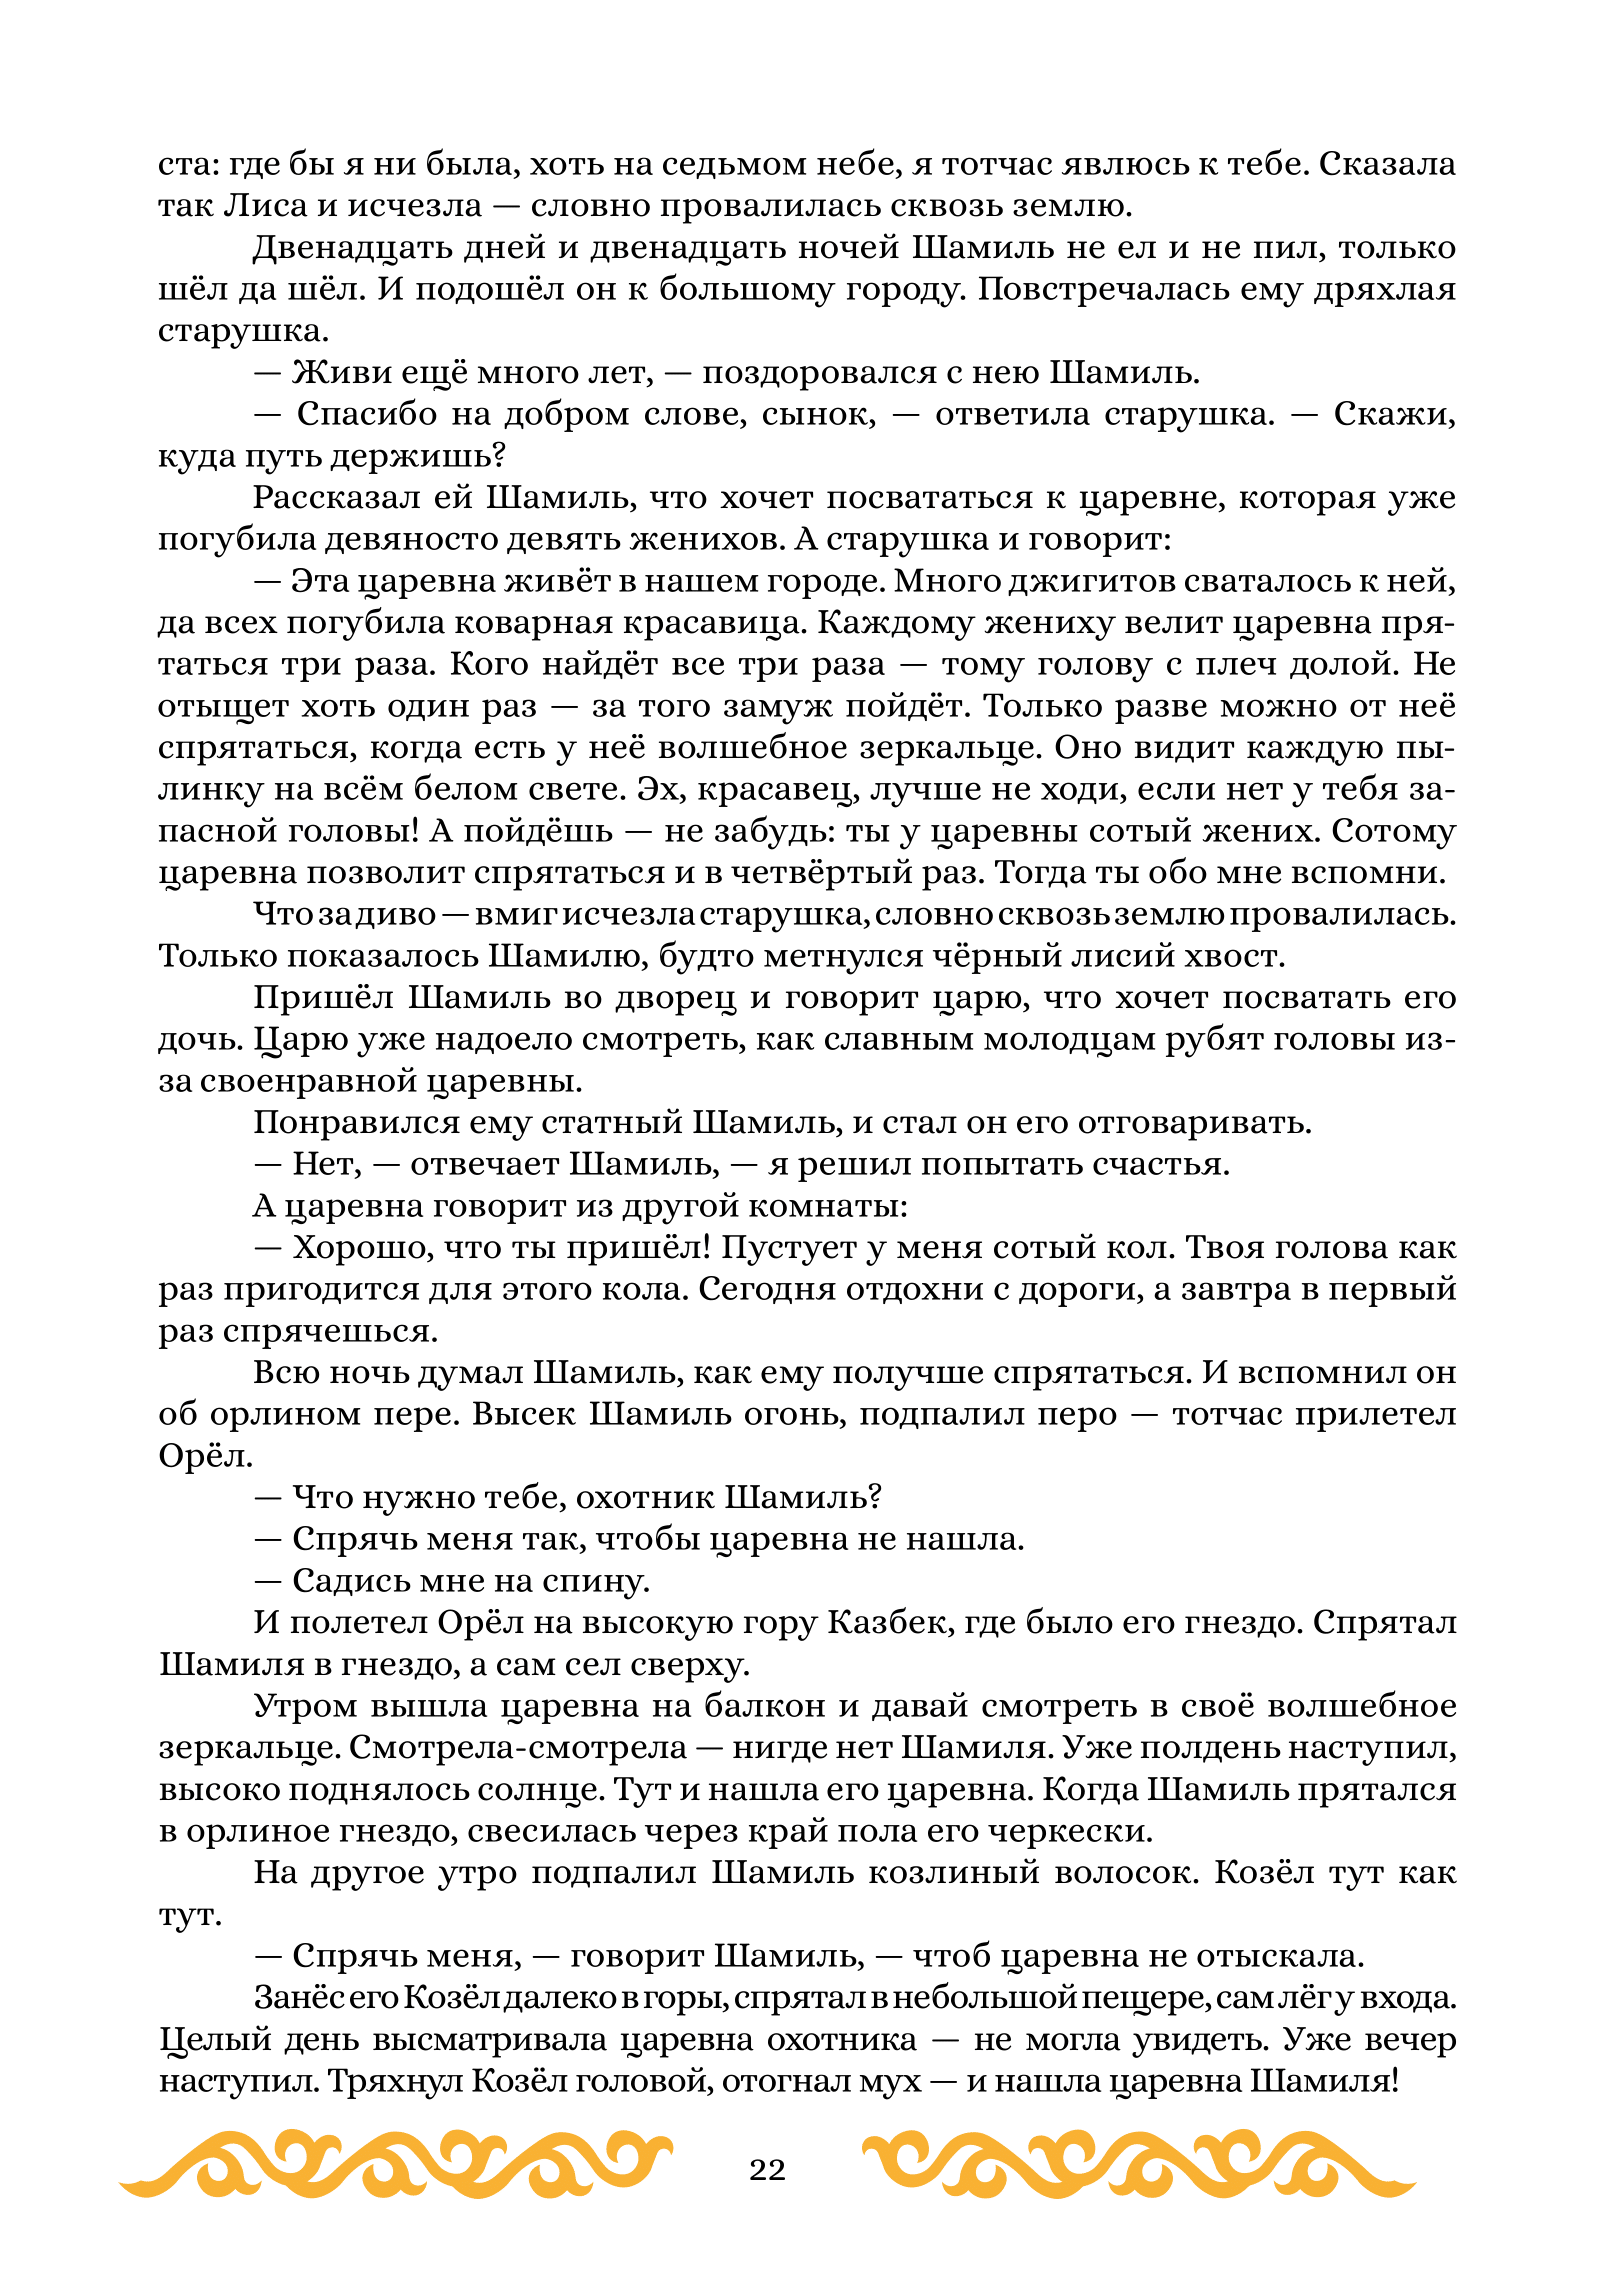 ста: где бы я ни была, хоть на седьмом небе, я тотчас явлюсь к тебе. Сказала
так Лиса и исчезла — словно провалилась сквозь землю.
Двенадцать дней и двенадцать ночей Шамиль не ел и не пил, только
шёл да шёл. И подошёл он к большому городу. Повстречалась ему дряхлая
старушка.
— Живи ещё много лет, — поздоровался с нею Шамиль.
— Спасибо на добром слове, сынок, — ответила старушка. — Скажи,
куда путь держишь?
Рассказал ей Шамиль, что хочет посвататься к царевне, которая уже
погубила девяносто девять женихов. А старушка и говорит:
— Эта царевна живёт в нашем городе. Много джигитов сваталось к ней,
да всех погубила коварная красавица. Каждому жениху велит царевна пря-
таться три раза. Кого найдёт все три раза — тому голову с плеч долой. Не
отыщет хоть один раз — за того замуж пойдёт. Только разве можно от неё
спрятаться, когда есть у неё волшебное зеркальце. Оно видит каждую пы-
линку на всём белом свете. Эх, красавец, лучше не ходи, если нет у тебя за-
пасной головы! А пойдёшь — не забудь: ты у царевны сотый жених. Сотому
царевна позволит спрятаться и в четвёртый раз. Тогда ты обо мне вспомни.
Что за диво — вмиг исчезла старушка, словно сквозь землю провалилась.
Только показалось Шамилю, будто метнулся чёрный лисий хвост.
Пришёл Шамиль во дворец и говорит царю, что хочет посватать его
дочь. Царю уже надоело смотреть, как славным молодцам рубят головы из-
за своенравной царевны.
Понравился ему статный Шамиль, и стал он его отговаривать.
— Нет, — отвечает Шамиль, — я решил попытать счастья.
А царевна говорит из другой комнаты:
— Хорошо, что ты пришёл! Пустует у меня сотый кол. Твоя голова как
раз пригодится для этого кола. Сегодня отдохни с дороги, а завтра в первый
раз спрячешься.
Всю ночь думал Шамиль, как ему получше спрятаться. И вспомнил он
об орлином пере. Высек Шамиль огонь, подпалил перо — тотчас прилетел
Орёл.
— Что нужно тебе, охотник Шамиль?
— Спрячь меня так, чтобы царевна не нашла.
— Садись мне на спину.
И полетел Орёл на высокую гору Казбек, где было его гнездо. Спрятал
Шамиля в гнездо, а сам сел сверху.
Утром вышла царевна на балкон и давай смотреть в своё волшебное
зеркальце. Смотрела-смотрела — нигде нет Шамиля. Уже полдень наступил,
высоко поднялось солнце. Тут и нашла его царевна. Когда Шамиль прятался
в орлиное гнездо, свесилась через край пола его черкески.
На другое утро подпалил Шамиль козлиный волосок. Козёл тут как
тут.
— Спрячь меня, — говорит Шамиль, — чтоб царевна не отыскала.
Занёс его Козёл далеко в горы, спрятал в небольшой пещере, сам лёг у входа.
Целый день высматривала царевна охотника — не могла увидеть. Уже вечер
наступил. Тряхнул Козёл головой, отогнал мух — и нашла царевна Шамиля!
22